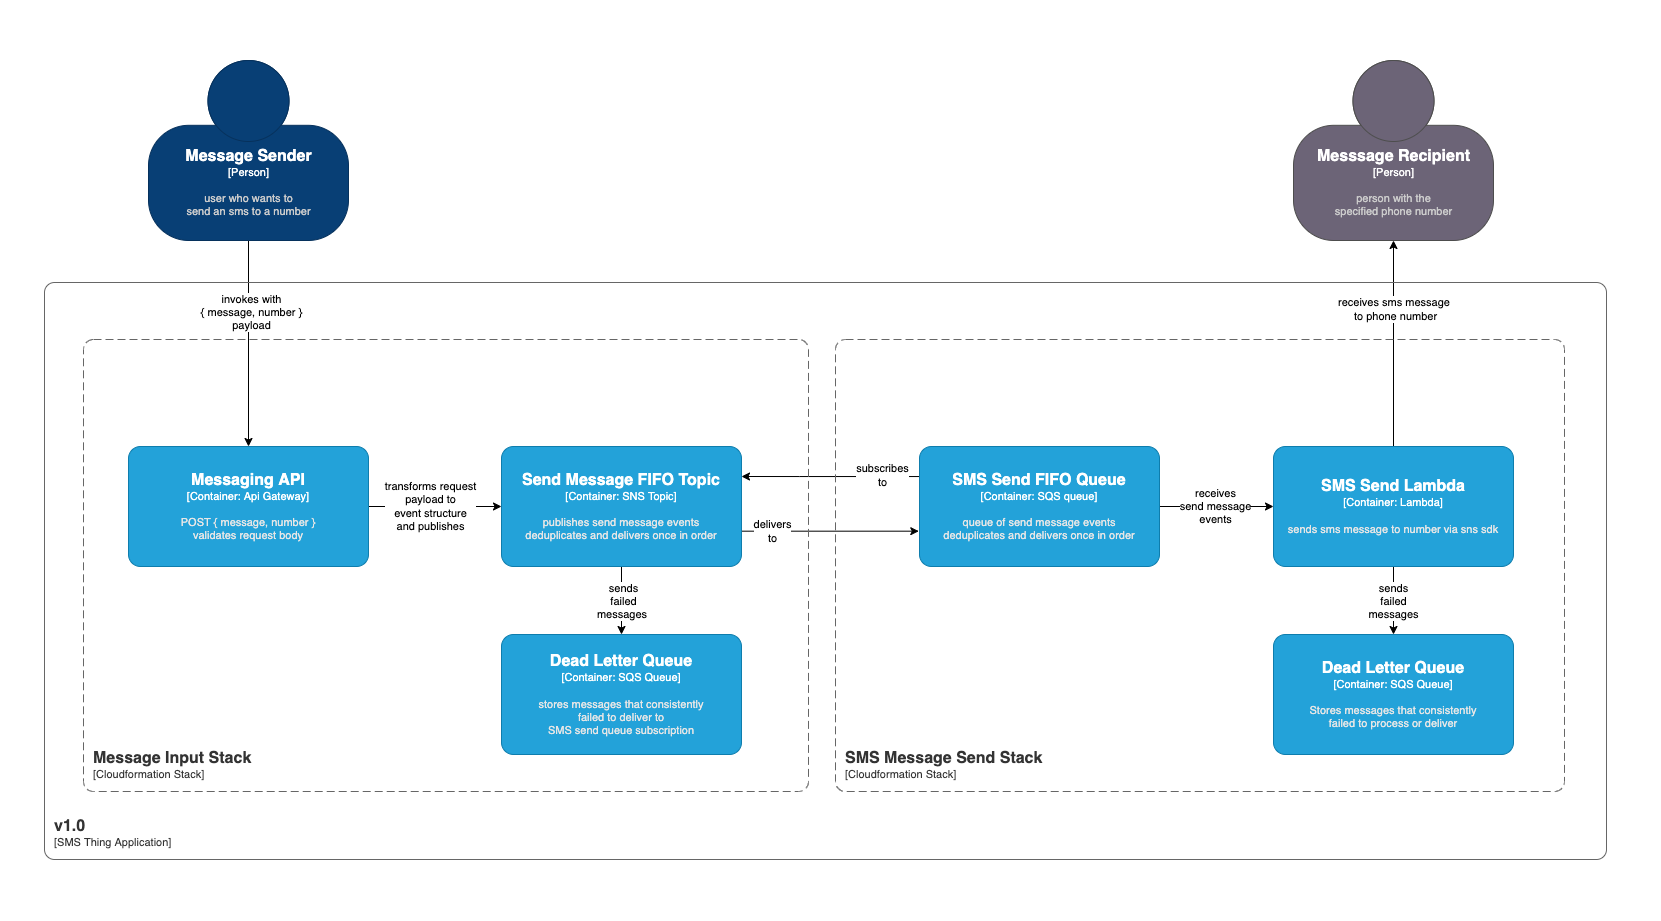 Message Sender
[Person]
user who wants to
send an sms to a number
Messsage Recipient
[Person]
person with the
specified phone number
invokes with
{ message, number }
payload
receives sms message
to phone number
Messaging API
[Container: Api Gateway]
POST { message, number }
validates request body
transforms request
payload to
event structure
and publishes
Send Message FIFO Topic
[Container: SNS Topic]
publishes send message events
deduplicates and delivers once in order
subscribes
to
delivers
to
SMS Send FIFO Queue
[Container: SQS queue]
queue of send message events
deduplicates and delivers once in order
receives
send message
events
SMS Send Lambda
[Container: Lambda]
sends sms message to number via sns sdk
sends
failed
messages
sends
failed
messages
Dead Letter Queue
[Container: SQS Queue]
stores messages that consistently
failed to deliver to
SMS send queue subscription
Dead Letter Queue
[Container: SQS Queue]
Stores messages that consistently
failed to process or deliver
Message Input Stack
[Cloudformation Stack]
SMS Message Send Stack
[Cloudformation Stack]
v1.0
[SMS Thing Application]